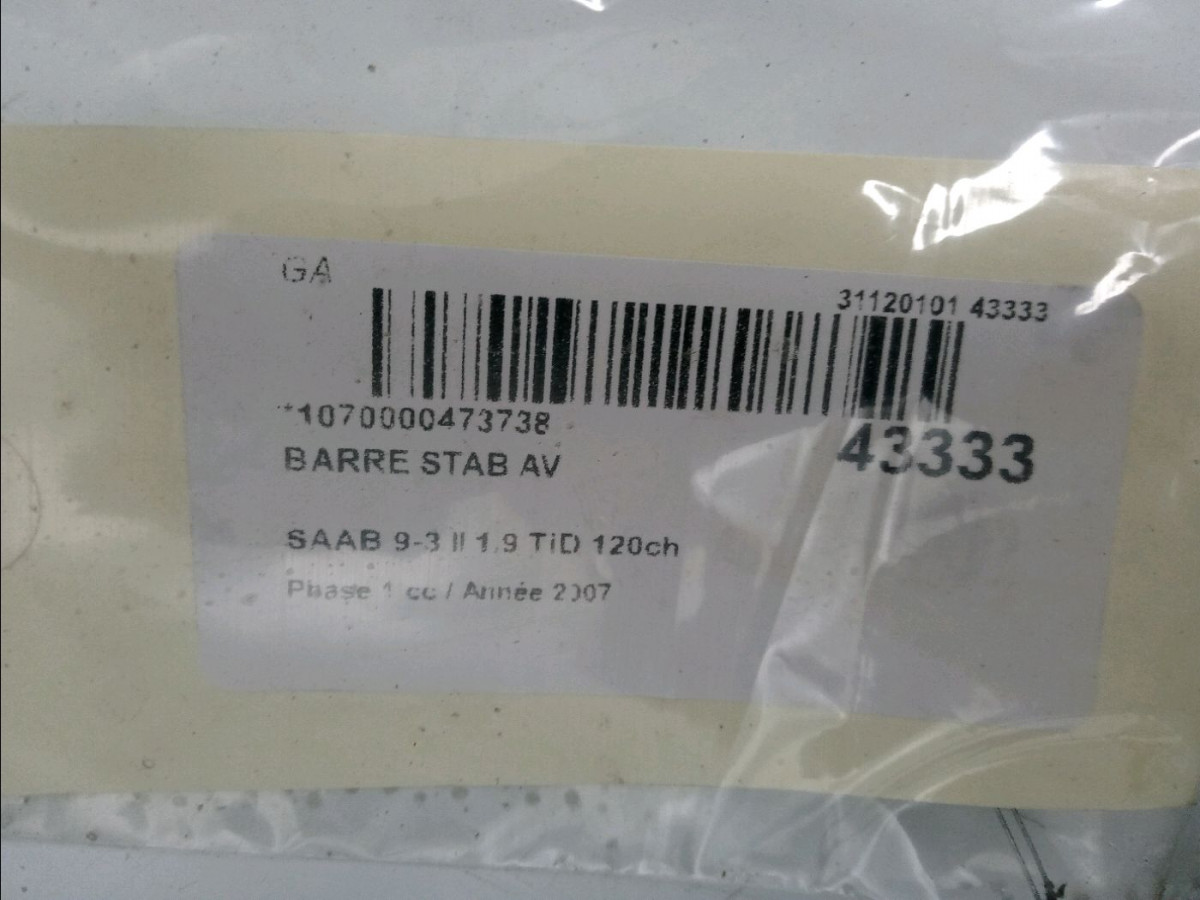 GA
31120101 43333
*1070000473738
43333
BARRE STAB AV
SAAB 9-3 II 1.9 TiD 120ch
Phase 1 cc / Année 2007